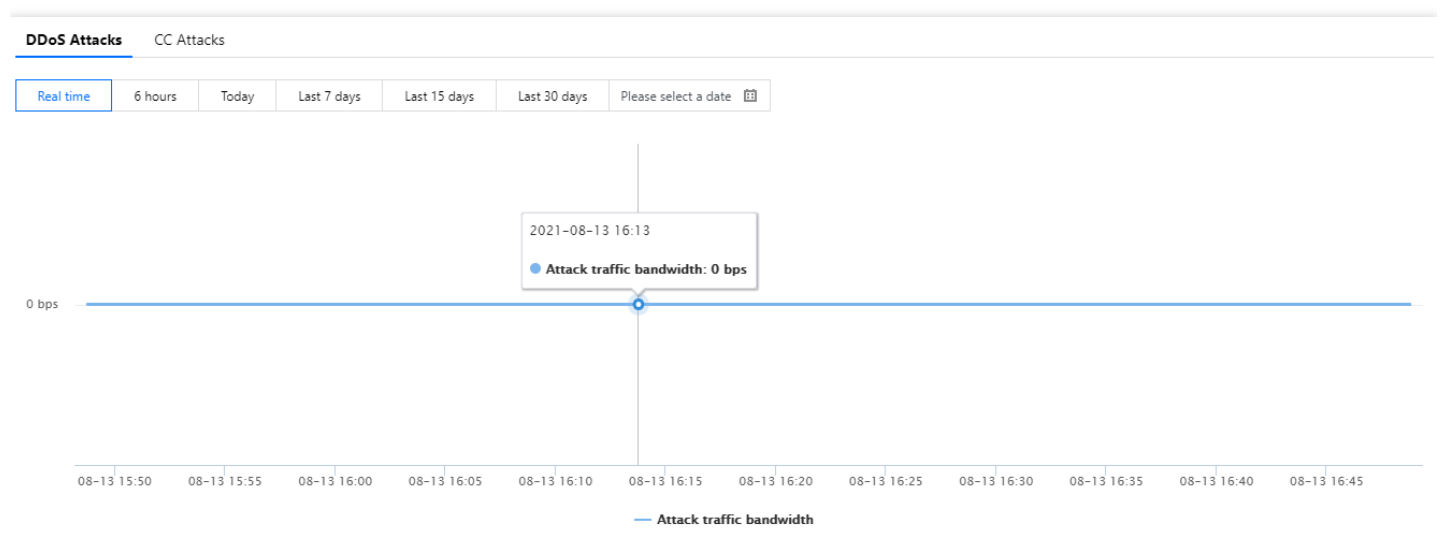 DDoS Attacks CC Attacks
Real time 6 hours Today Last 7 days Last 15 days Last 30 days Please select a date
2021-08-13 16:13
Attack traffic bandwidth: 0 bps
0 bps
08-13 15:50 08-13 15:55 08-13 16:00 08-13 16:05 08-13 16:10 08-13 16:15 08-13 16:20 08-13 16:25 08-13 16:30 08-13 16:35 08-13 16:40 08-13 16:45
Attack traffic bandwidth